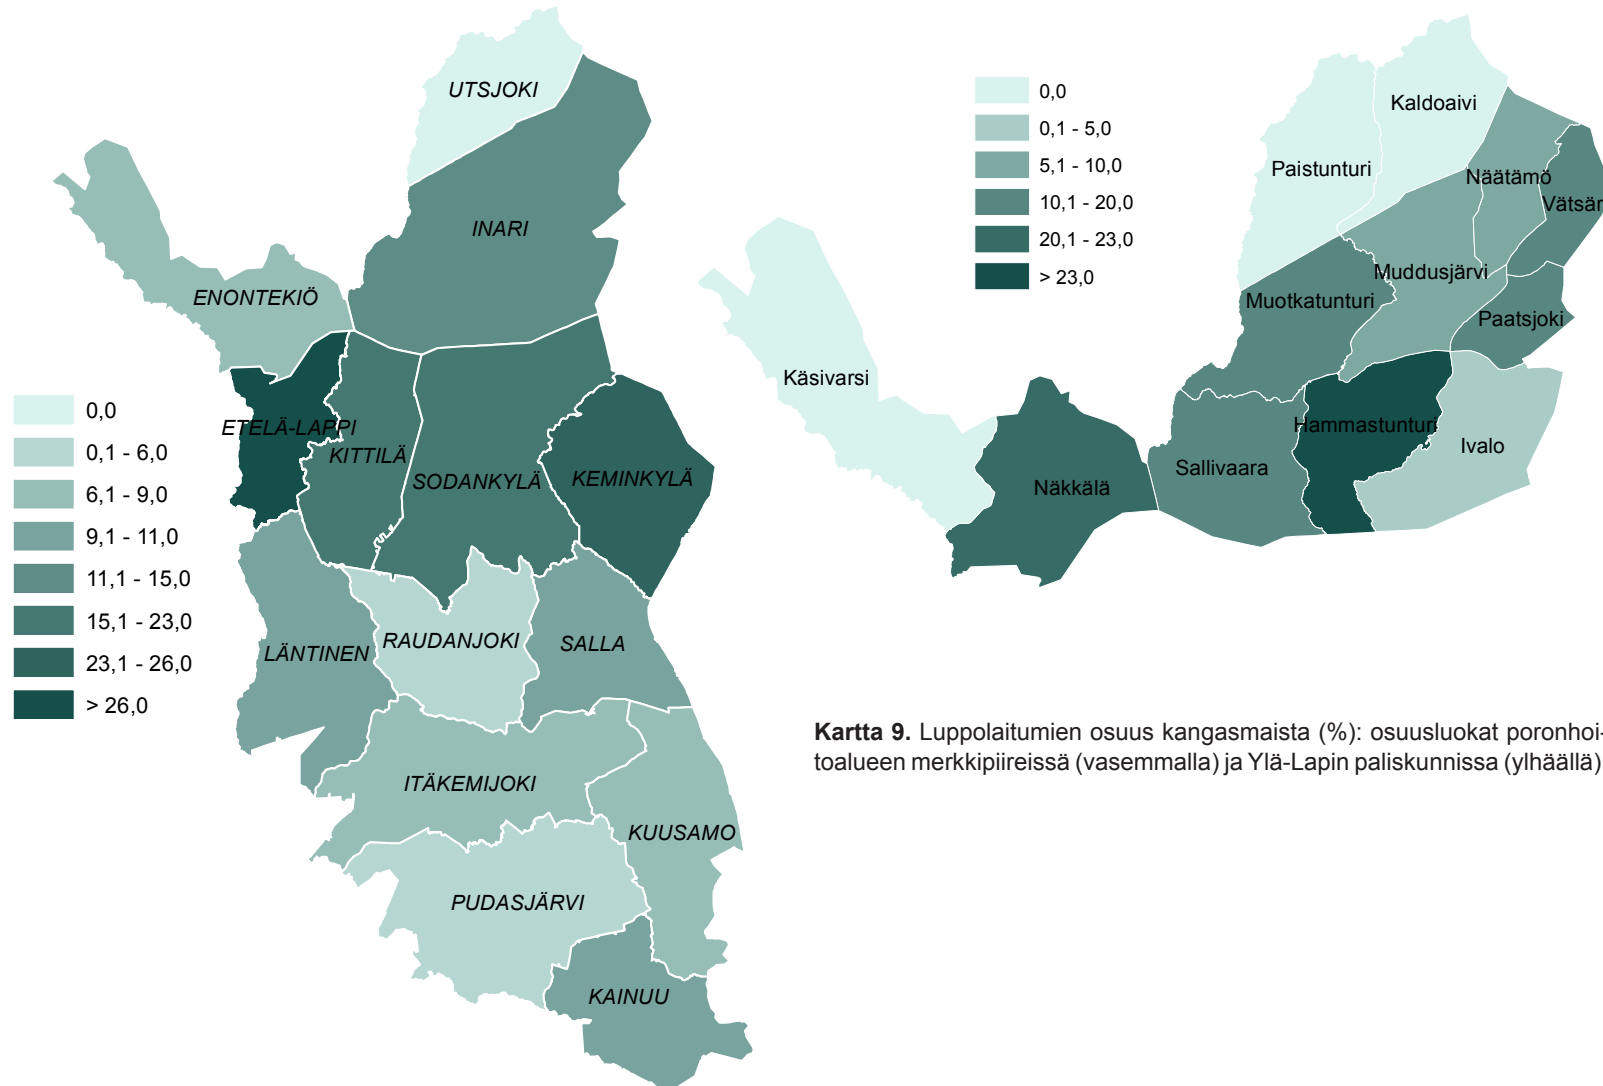 UTSJOKI
INARI
ENONTEKIÖ
ETELÄ-LAPPI
KITTILÄ
SODANKYLÄ
KEMINKYLÄ
LÄNTINEN
RAUDANJOKI
SALLA
ITÄKEMIJOKI
KUUSAMO
PUDASJÄRVI
KAINUU
0,0
0,1 - 6,0
6,1 - 9,0
9,1 - 11,0
11,1 - 15,0
15,1 - 23,0
23,1 - 26,0
> 26,0
0,0
0,1 - 5,0
5,1 - 10,0
10,1 - 20,0
20,1 - 23,0
> 23,0
Kaldoaivi
Paistunturi
Näätämö
Vätsär
Muddusjärvi
Muotkatunturi
Paatsjoki
Käsivarsi
Hammastunturi
Ivalo
Sallivaara
Näkkälä
Kartta 9. Luppolaitumien osuus kangasmaista (%): osuusluokat poronhoi-
toalueen merkkipiireissä (vasemmalla) ja Ylä-Lapin paliskunnissa (ylhäällä)